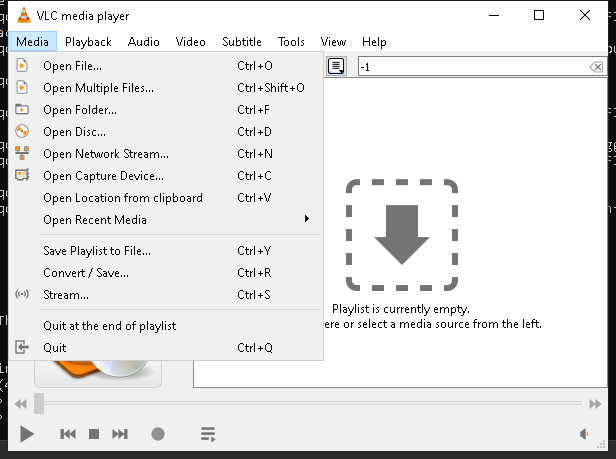 VLC media player
Media Playback Audio Video Subtitle Tools View Help
Open File... Ctrl+O
-1
Open Multiple Files... Ctrl+Shift+O
Open Folder... Ctrl+F
Open Disc... Ctrl+D
Open Network Stream... Ctrl+N
Open Capture Device... Ctrl+C
Open Location from clipboard Ctrl+V
Open Recent Media
Save Playlist to File... Ctrl+Y
Convert / Save... Ctrl+R
Stream... Ctrl+S
Quit at the end of playlist
Quit Ctrl+Q
Playlist is currently empty.
ere or select a media source from the left.